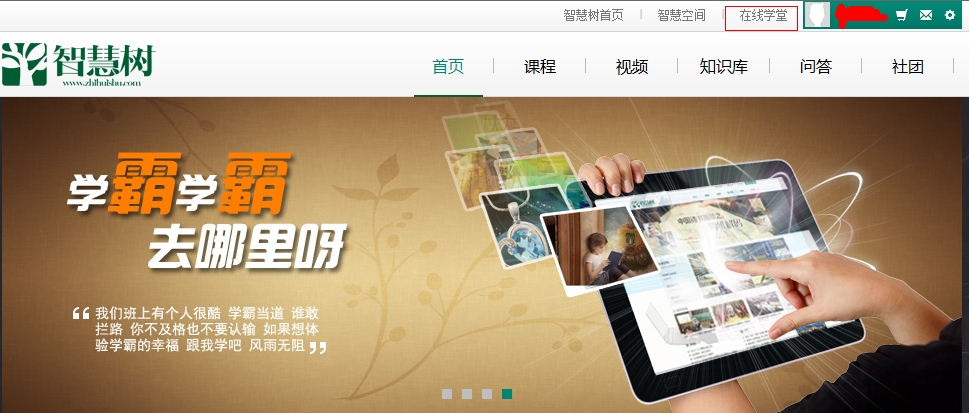 智慧树首页 智慧空间 在线学堂
智慧树
www.zhihuishu.com
首页 课程 视频 知识库 问答 社团
学霸学霸
去哪里呀
“我们班上有个人很酷 学霸当道 谁敢
拦路 你不及格也不要认输 如果想体
验学霸的幸福 跟我学吧 风雨无阻”
智慧树